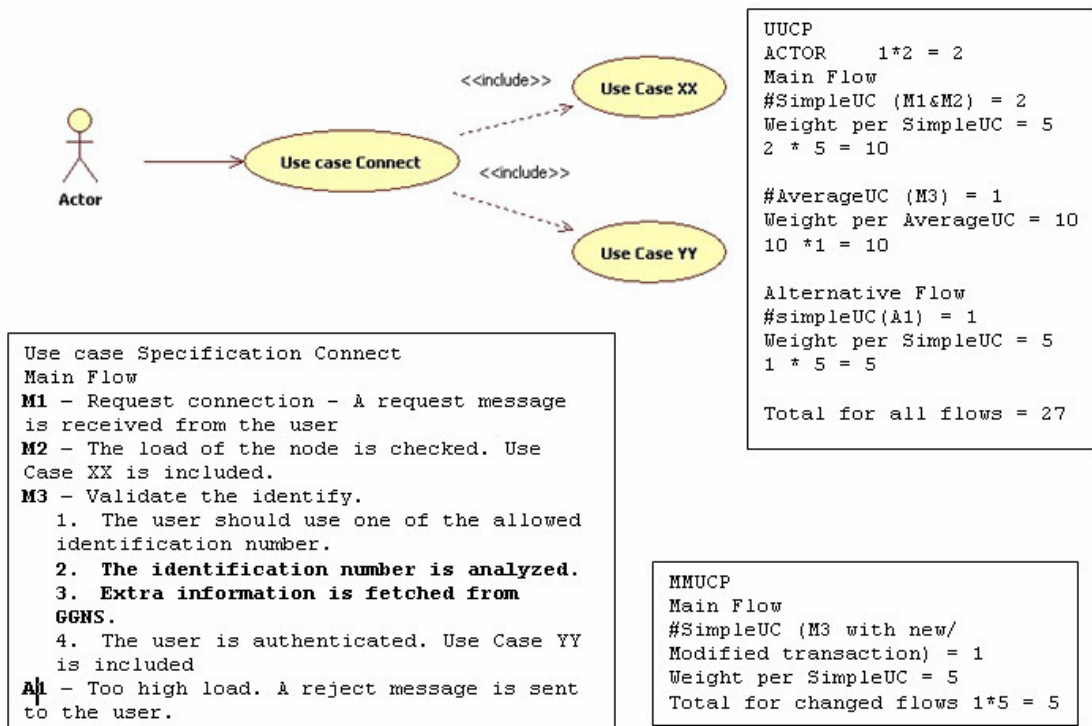 <<include>>
Use Case XX
Actor
Use case Connect
<<include>>
Use Case YY
UUCP
ACTOR 1*2 = 2
Main Flow
#SimpleUC (M1&M2) = 2
Weight per SimpleUC = 5
2 * 5 = 10
#AverageUC (M3) = 1
Weight per AverageUC = 10
10 *1 = 10
Alternative Flow
#simpleUC(A1) = 1
Weight per SimpleUC = 5
1 * 5 = 5
Total for all flows = 27
Use case Specification Connect
Main Flow
M1 – Request connection – A request message
is received from the user
M2 – The load of the node is checked. Use
Case XX is included.
M3 – Validate the identify.
1. The user should use one of the allowed
identification number.
2. The identification number is analyzed.
3. Extra information is fetched from
GGNS.
4. The user is authenticated. Use Case YY
is included
A1 – Too high load. A reject message is sent
to the user.
MMUCP
Main Flow
#SimpleUC (M3 with new/
Modified transaction) = 1
Weight per SimpleUC = 5
Total for changed flows 1*5 = 5